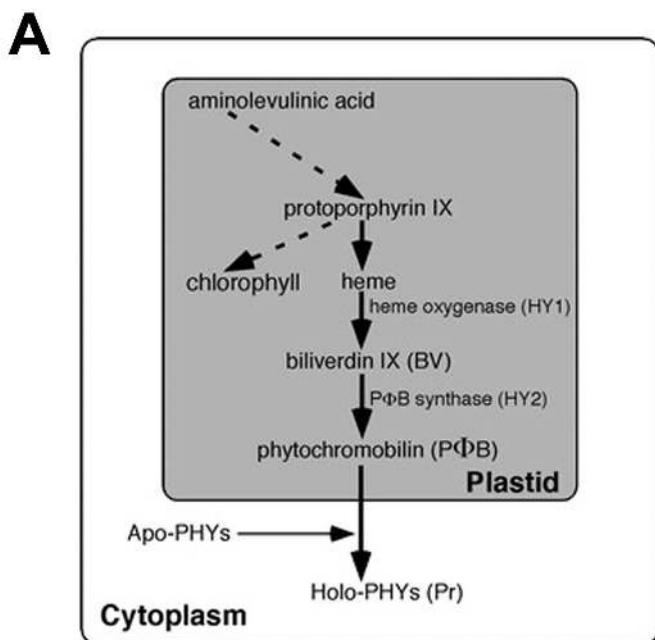 A
aminolevulinic acid
protoporphyrin IX
chlorophyll
heme
heme oxygenase (HY1)
biliverdin IX (BV)
PΦB synthase (HY2)
phytochromobilin (PΦB)
Plastid
Apo-PHYs
Holo-PHYs (Pr)
Cytoplasm